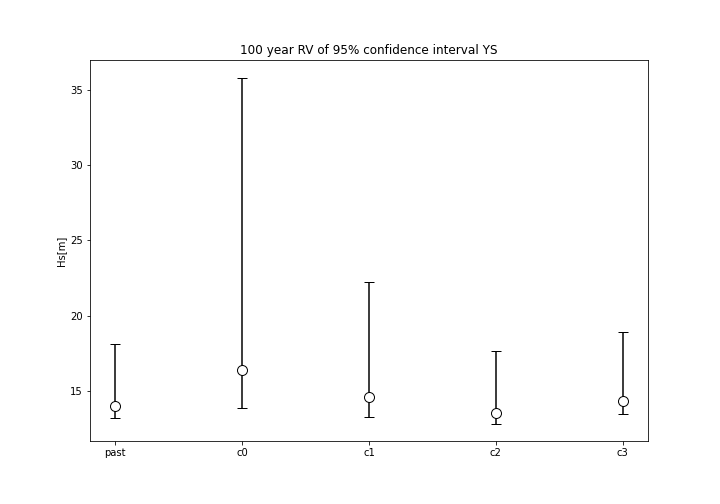 100 year RV of 95% confidence interval YS
35
30
25
20
15
Hs[m]
past c0 c1 c2 c3